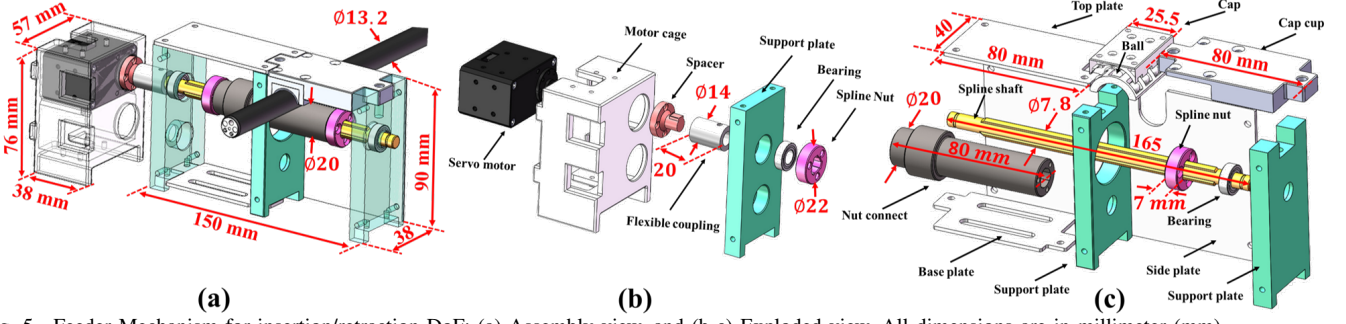 57 mm
Ø13.2
76 mm
38 mm
Ø20
150 mm
90 mm
38
(a)
Motor cage
Spacer
Support plate
Bearing
Spline Nut
Ø14
20
Ø22
Servo motor
Flexible coupling
(b)
Top plate
25.5
Cap
Cap cup
40
80 mm
Ball
80 mm
Spline shaft
Ø7.8
Ø20
Spline nut
165
80 mm
7 mm
Nut connect
Bearing
Base plate
Side plate
Support plate
Support plate
(c)
5. Feeder Mechanism for insertion/retraction DoF: (a) Assembly view, and (b-c) Exploded view. All dimensions are in millimeter (mm)